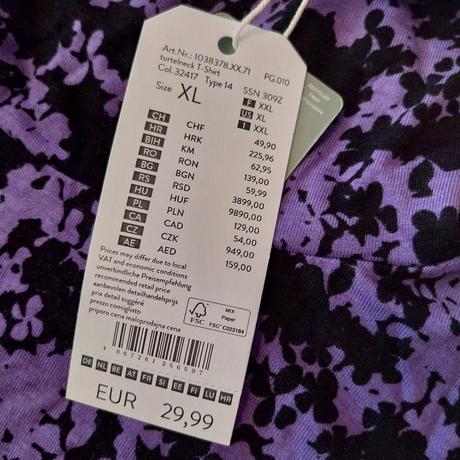 Art.Nr.: 1038378.XX.71
turtelneck T-Shirt PG.010
Col. 32417 Type 14
Size XL SSN 309Z
F XXL
US XL
I XXL
CH CHF 49,90
HR HRK 225,96
BIH KM 62,95
RO RON 139,00
BG BGN 59,99
RS RSD 3899,00
HU HUF 9890,00
PL PLN 129,00
CA CAD 54,00
CZ CZK 949,00
AE AED 159,00
Prices may differ due to local
VAT and economic conditions
unverbindliche Preisempfehlung
recommended retail price
aanbevolen detailhandelsprijs
prix detail suggéré
prezzo consigliato
priporo cena maloprodajna cena
FSC
MIX
Paper
FSC® C023184
4067261256597
DE NL BE AT FR SI EE FI LU HR
EUR 29,99